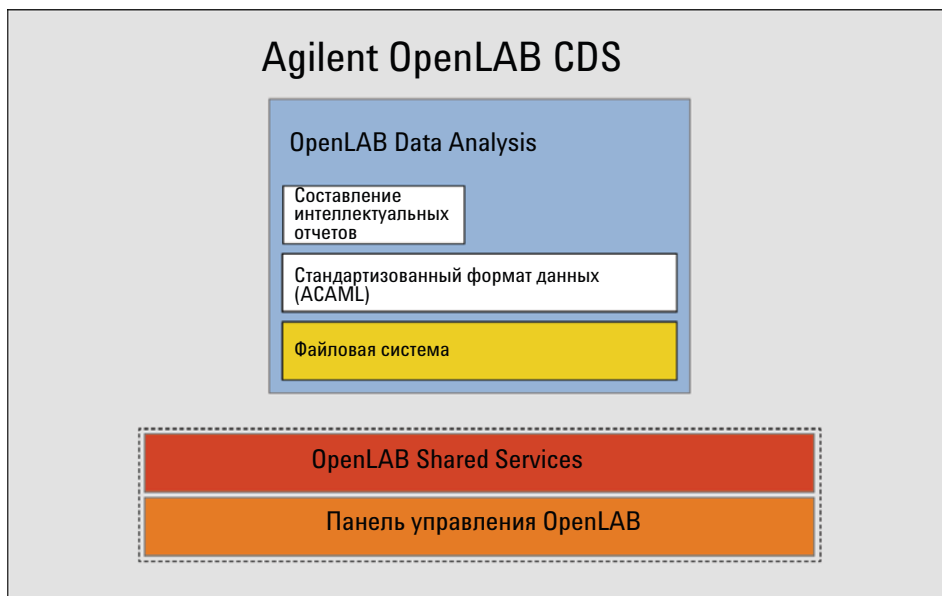 Agilent OpenLAB CDS
OpenLAB Data Analysis
Составление
интеллектуальных
отчетов
Стандартизованный формат данных
(ACAML)
Файловая система
OpenLAB Shared Services
Панель управления OpenLAB